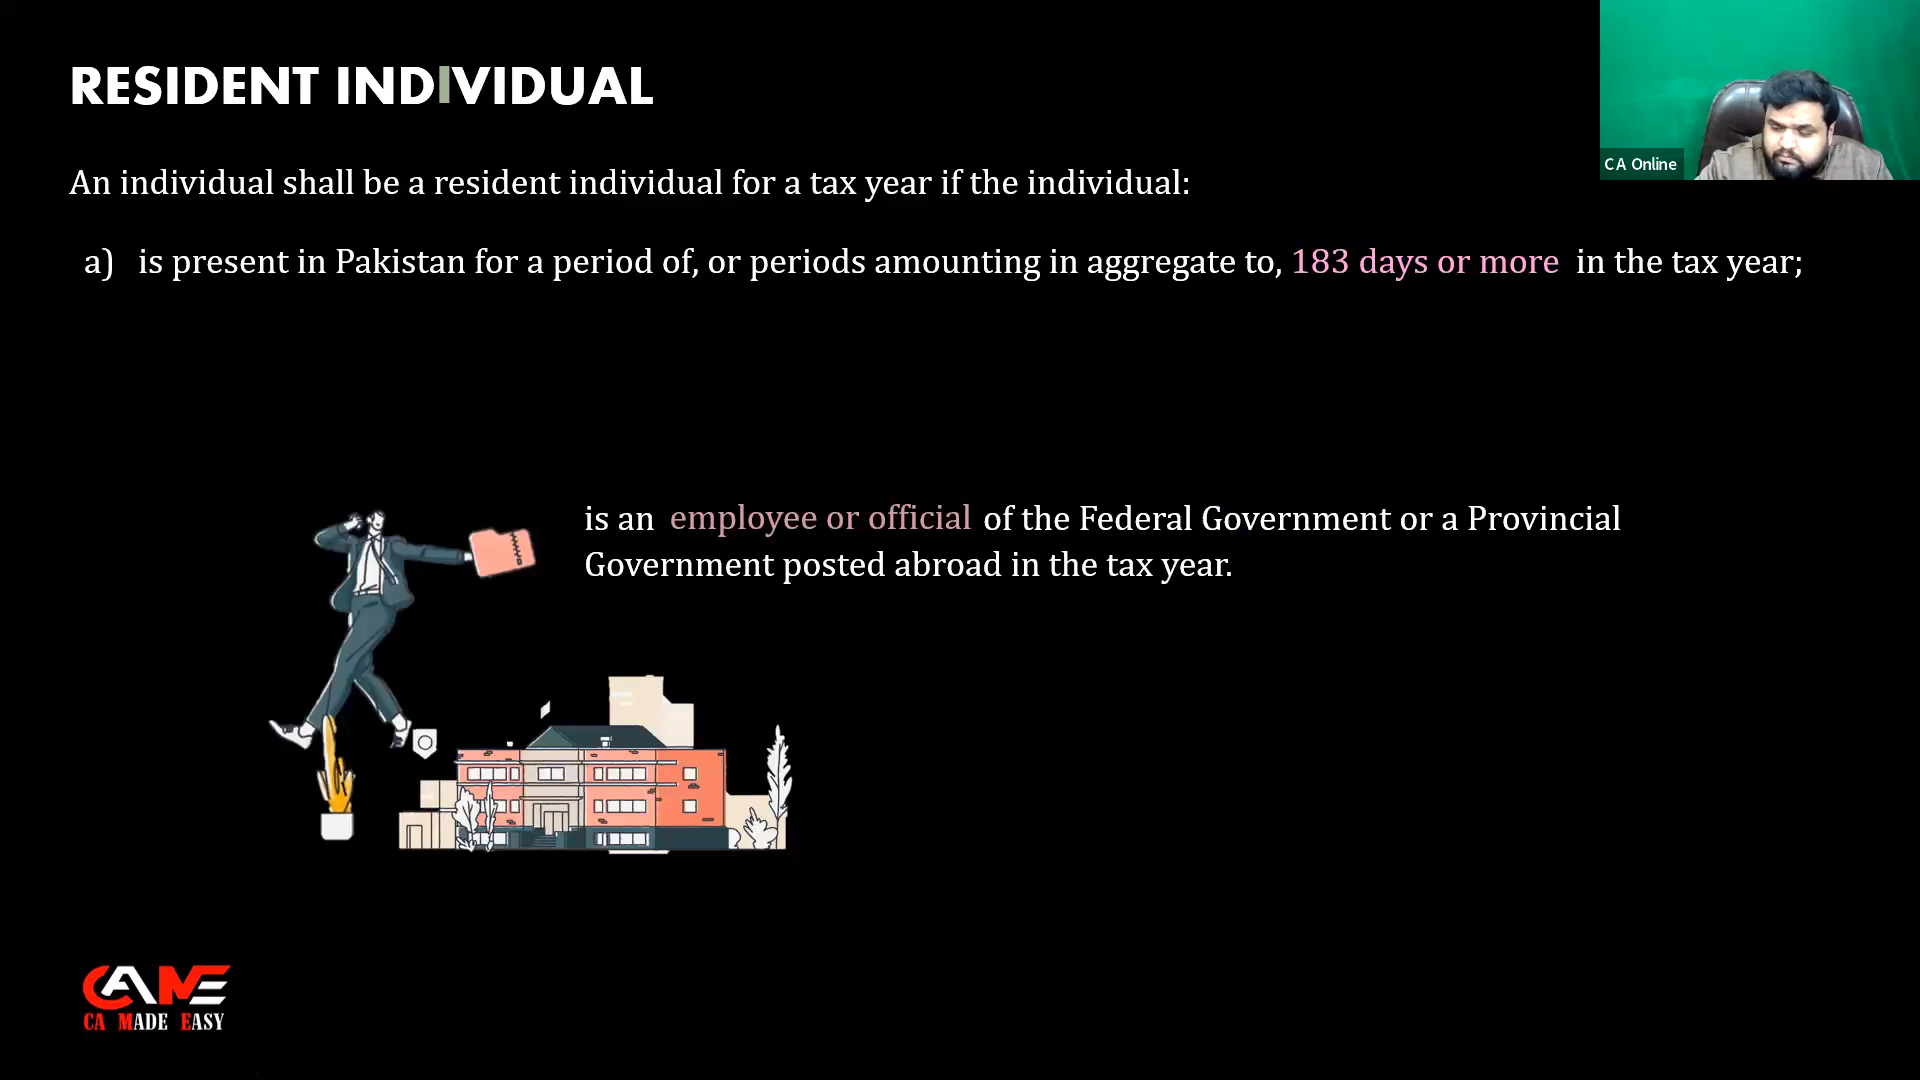 RESIDENT INDIVIDUAL
C A Online
An individual shall be a resident individual for a tax year if the individual:
a) is present in Pakistan for a period of, or periods amounting in aggregate to, 183 days or more in the tax year;
is an employee or official of the Federal Government or a Provincial
Government posted abroad in the tax year.
CAME
CA MADE EASY